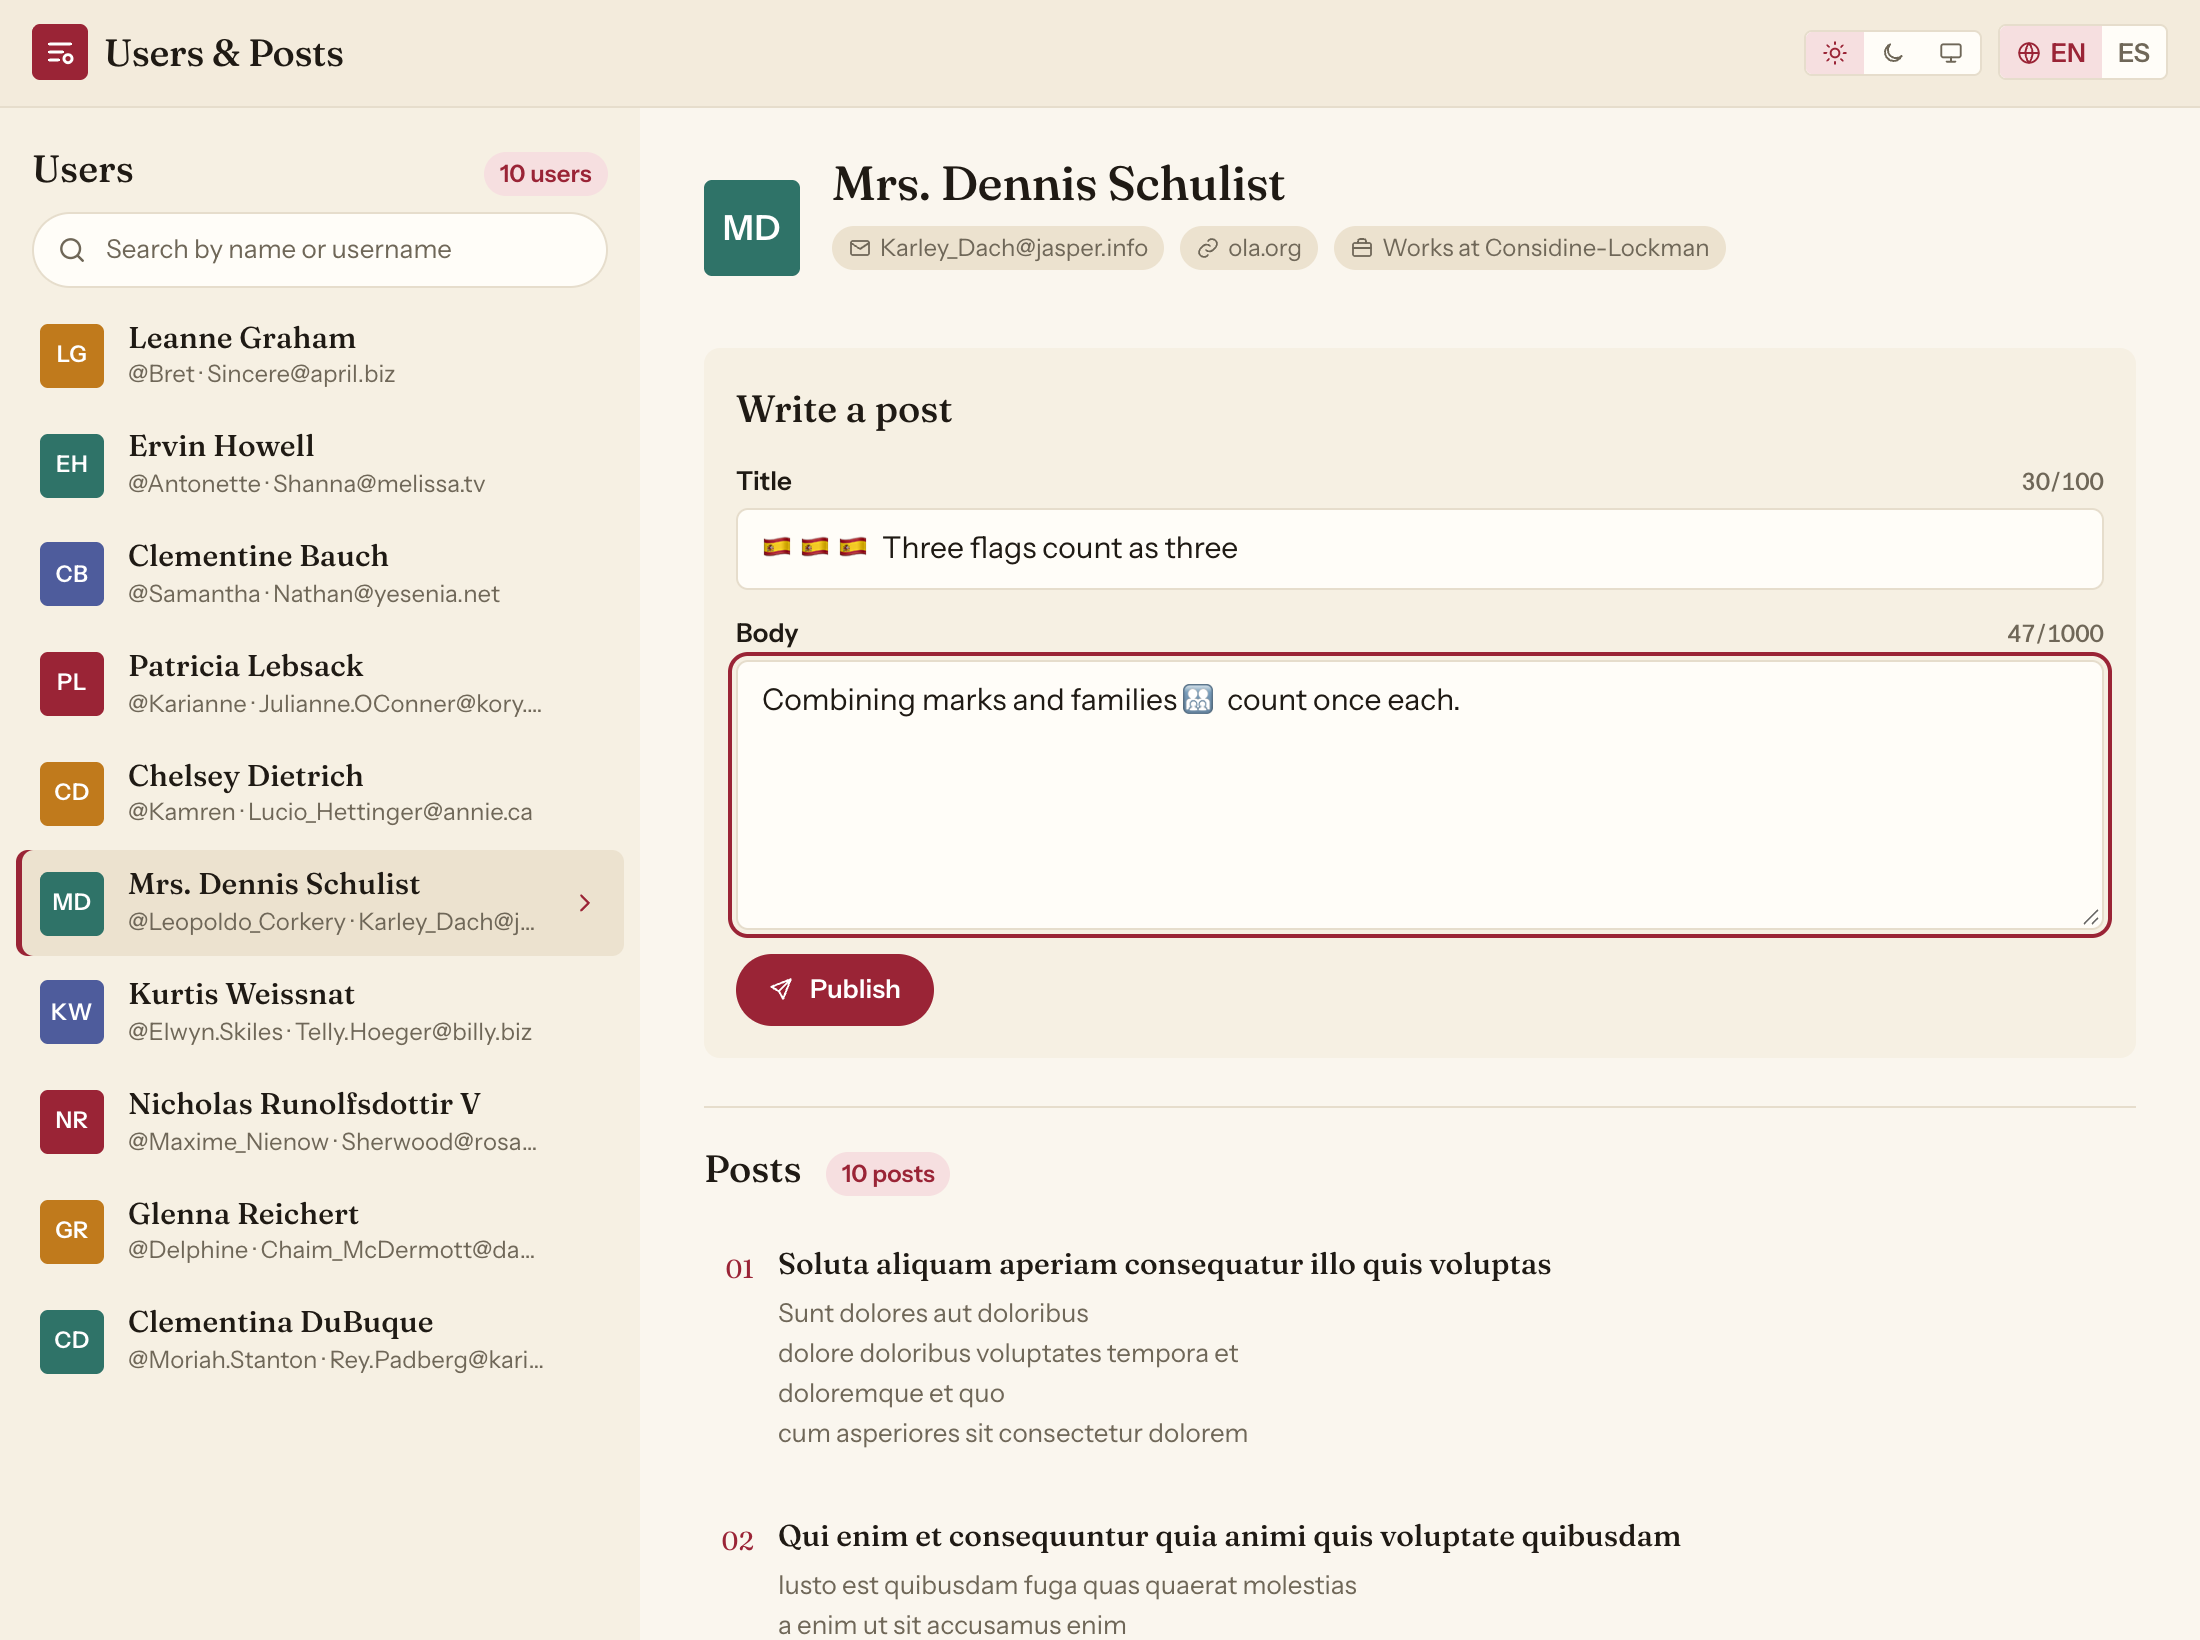 Users & Posts
EN
ES
Users
10 users
Search by name or username
LG
Leanne Graham
@Bret · Sincere@april.biz
EH
Ervin Howell
@Antonette · Shanna@melissa.tv
CB
Clementine Bauch
@Samantha · Nathan@yesenia.net
PL
Patricia Lebsack
@Karianne · Julianne.OConner@kory....
CD
Chelsey Dietrich
@Kamren · Lucio_Hettinger@annie.ca
MD
Mrs. Dennis Schulist
@Leopoldo_Corkery · Karley_Dach@j...
KW
Kurtis Weissnat
@Elwyn.Skiles · Telly.Hoeger@billy.biz
NR
Nicholas Runolfsdottir V
@Maxime_Nienow · Sherwood@rosa...
GR
Glenna Reichert
@Delphine · Chaim_McDermott@da...
CD
Clementina DuBuque
@Moriah.Stanton · Rey.Padberg@kari...
MD
Mrs. Dennis Schulist
Karley_Dach@jasper.info
ola.org
Works at Considine-Lockman
Write a post
Title
30/100
🇪🇸🇪🇸🇪🇸 Three flags count as three
Body
47/1000
Combining marks and families 👨‍👩‍👧‍👦 count once each.
Publish
Posts
10 posts
01
Soluta aliquam aperiam consequatur illo quis voluptas
Sunt dolores aut doloribus
dolore doloribus voluptates tempora et
doloremque et quo
cum asperiores sit consectetur dolorem
02
Qui enim et consequuntur quia animi quis voluptate quibusdam
Iusto est quibusdam fuga quas quaerat molestias
a enim ut sit accusamus enim